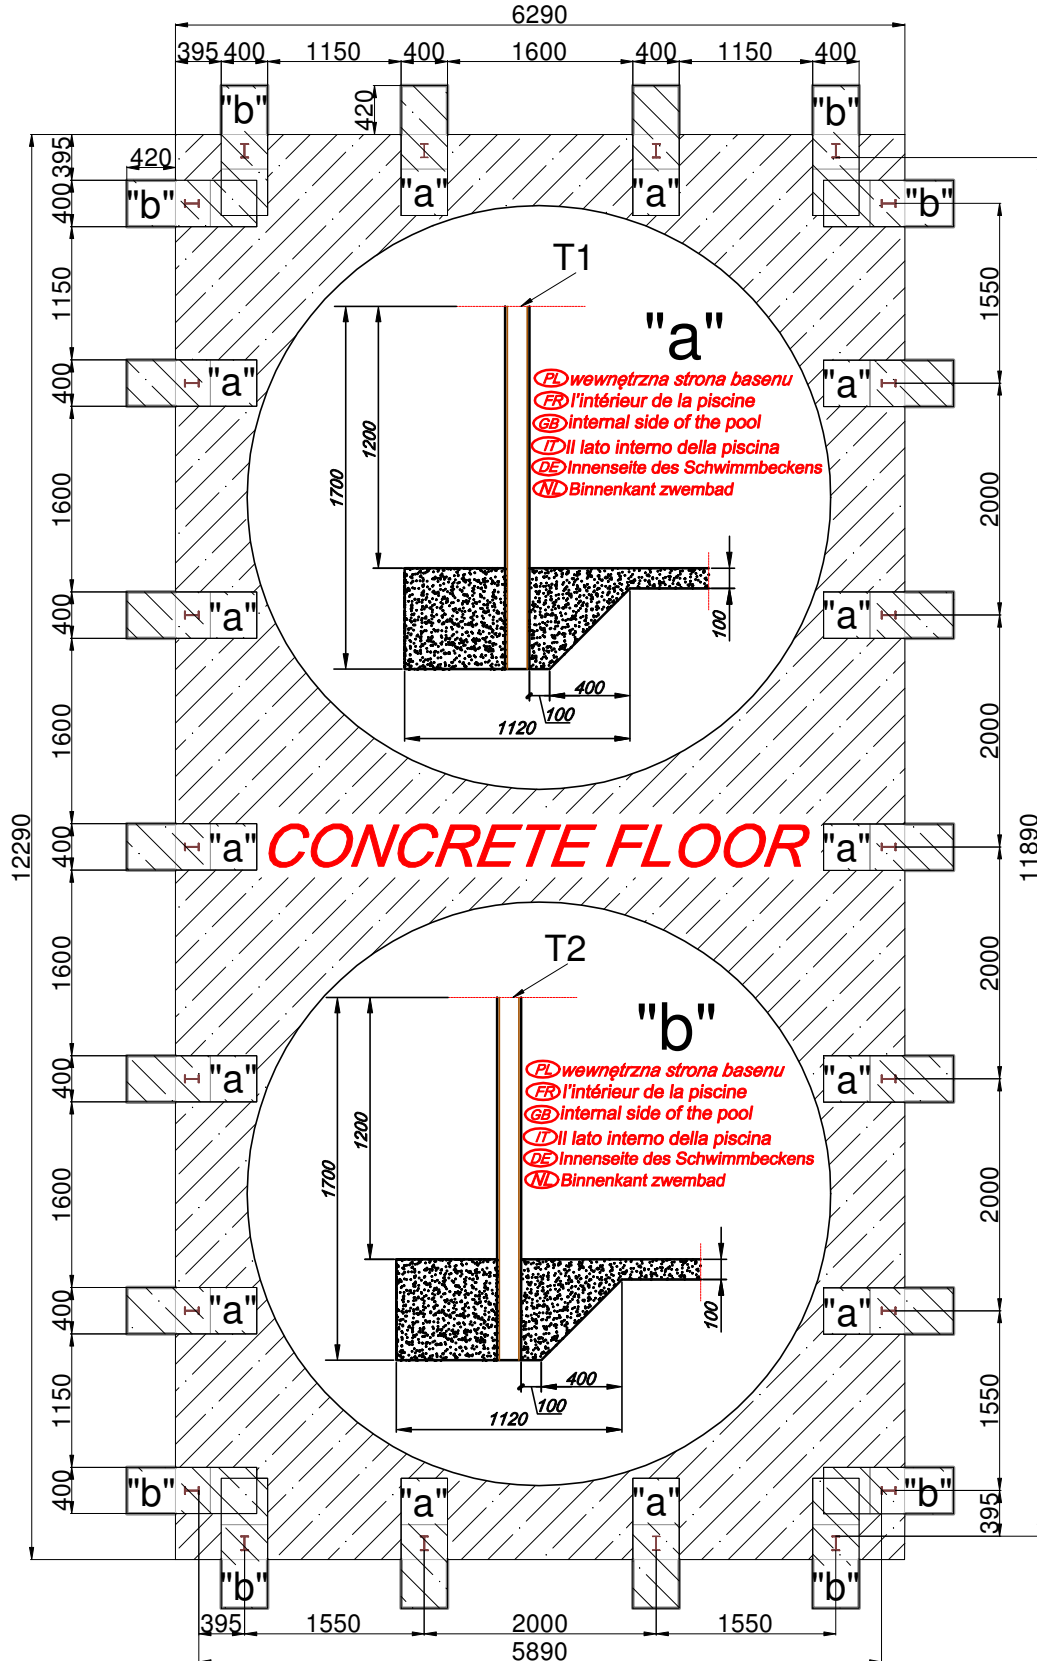 6290
395 400 1150 400 1600 400 1150 400
420
"b" "b"
395
420
"b" "a" "a" "b"
400
1150
1550
T1
"a"
PL wewnętrzna strona basenu
FR l'intérieur de la piscine
GB internal side of the pool
IT Il lato interno della piscina
DE Innenseite des Schwimmbeckens
NL Binnenkant zwembad
1200
1700
100
400
100
1120
400
"a" "a"
1600
2000
400
"a" "a"
1600
2000
12290
400
"a" CONCRETE FLOOR "a"
11890
1600
2000
T2
"b"
PL wewnętrzna strona basenu
FR l'intérieur de la piscine
GB internal side of the pool
IT Il lato interno della piscina
DE Innenseite des Schwimmbeckens
NL Binnenkant zwembad
1200
1700
100
400
100
1120
400
"a" "a"
1600
2000
400
"a" "a"
1150
1550
400
"b" "a" "a" "b"
395
"b" "b"
395 1550 2000 1550
5890